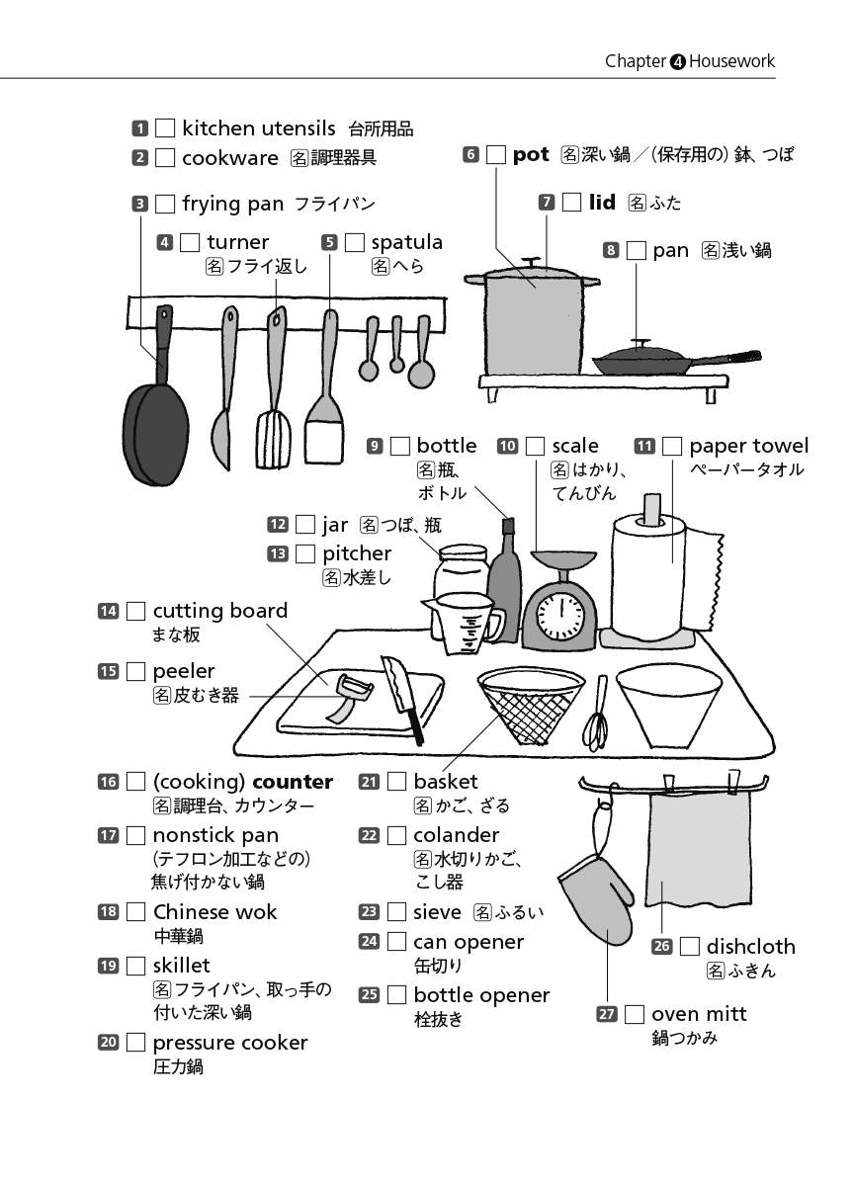 Chapter 4 Housework
1 □ kitchen utensils 台所用品
2 □ cookware 名調理器具
3 □ frying pan フライパン
4 □ turner
名フライ返し
5 □ spatula
名へら
6 □ pot 名深い鍋／(保存用の) 鉢、つぼ
7 □ lid 名ふた
8 □ pan 名浅い鍋
9 □ bottle
名瓶、
ボトル
10 □ scale
名はかり、
てんびん
11 □ paper towel
ペーパータオル
12 □ jar 名つぼ、瓶
13 □ pitcher
名水差し
14 □ cutting board
まな板
15 □ peeler
名皮むき器
16 □ (cooking) counter
名調理台、カウンター
17 □ nonstick pan
(テフロン加工などの)
焦げ付かない鍋
18 □ Chinese wok
中華鍋
19 □ skillet
名フライパン、取っ手の
付いた深い鍋
20 □ pressure cooker
圧力鍋
21 □ basket
名かご、ざる
22 □ colander
名水切りかご、
こし器
23 □ sieve 名ふるい
24 □ can opener
缶切り
25 □ bottle opener
栓抜き
26 □ dishcloth
名ふきん
27 □ oven mitt
鍋つかみ